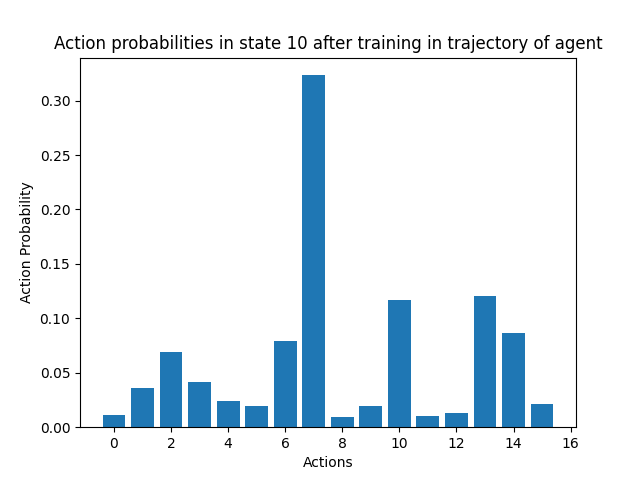 Action probabilities in state 10 after training in trajectory of agent
0.30
0.25
0.20
0.15
0.10
0.05
0.00
Action Probability
0 2 4 6 8 10 12 14 16
Actions